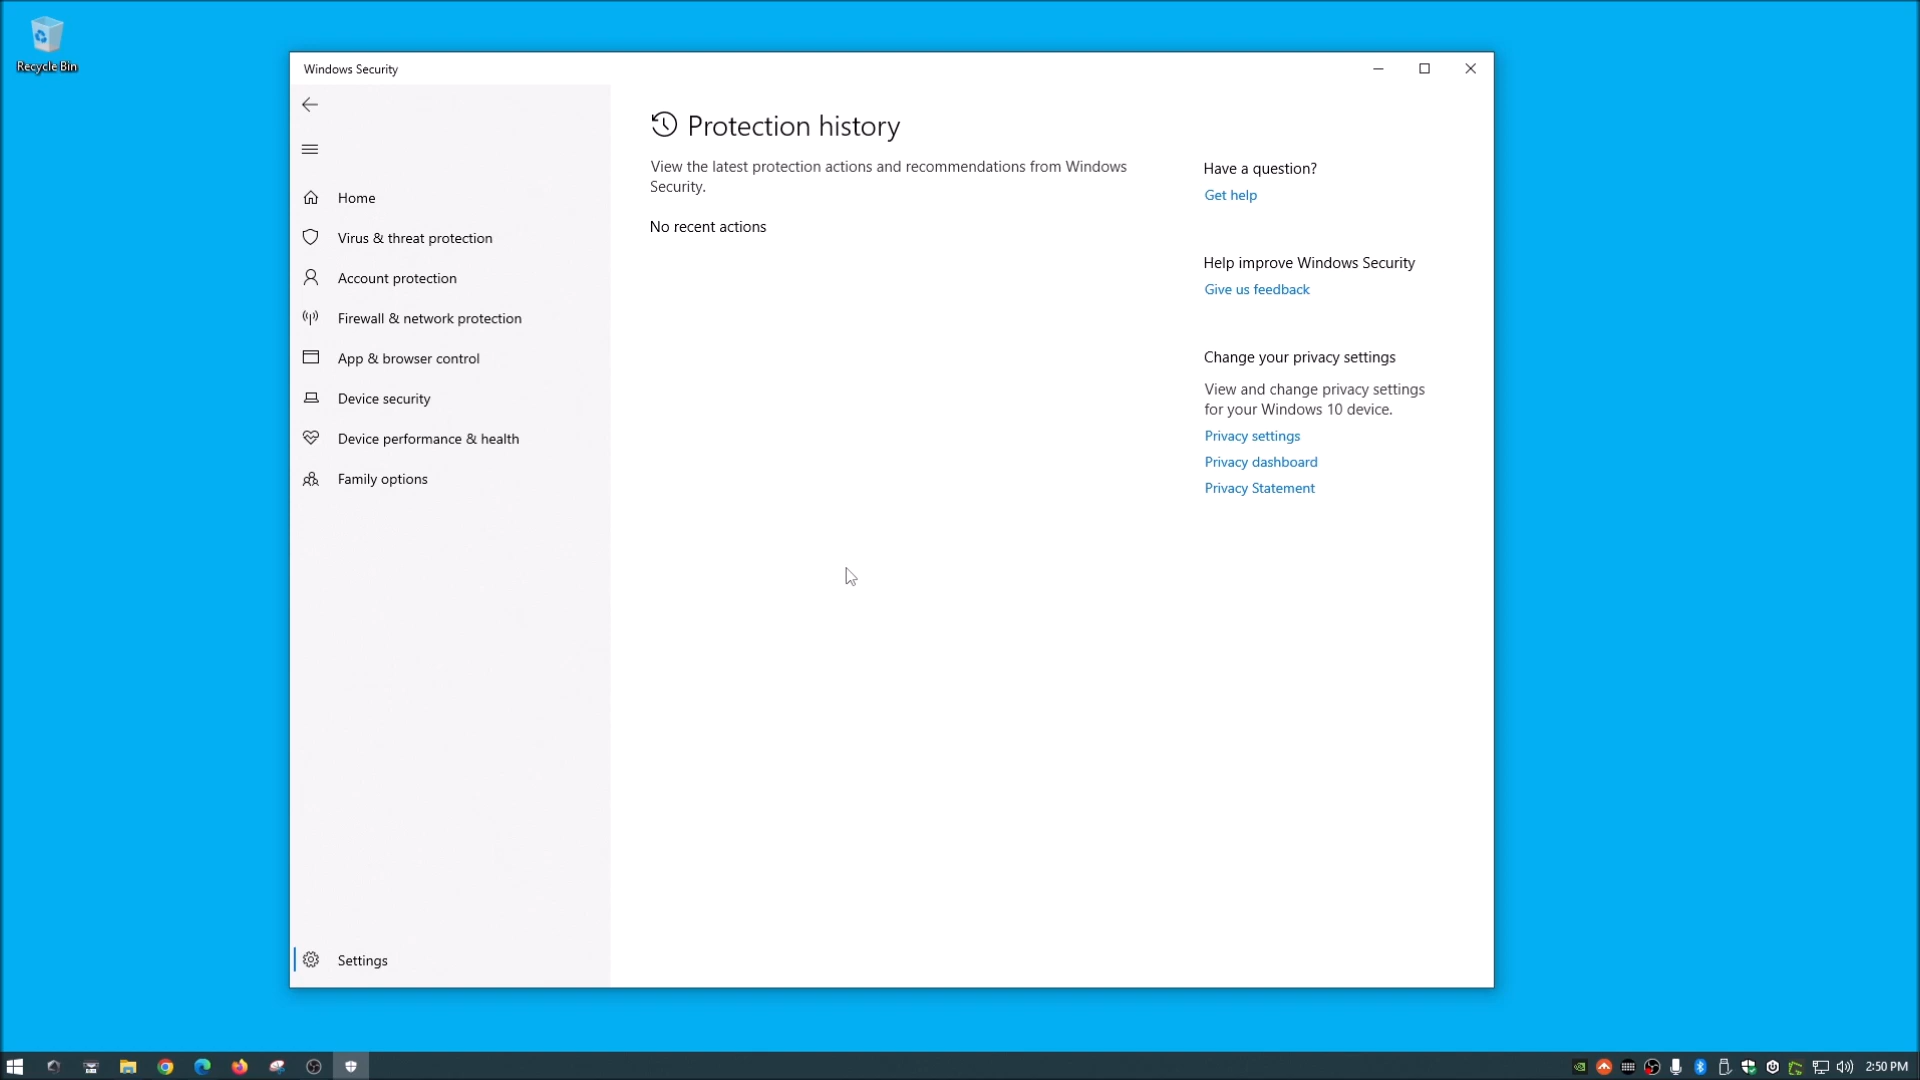 Recycle Bin
Windows Security
Home
Virus & threat protection
Account protection
Firewall & network protection
App & browser control
Device security
Device performance & health
Family options
Settings
Protection history
View the latest protection actions and recommendations from Windows
Security.
No recent actions
Have a question?
Get help
Help improve Windows Security
Give us feedback
Change your privacy settings
View and change privacy settings
for your Windows 10 device.
Privacy settings
Privacy dashboard
Privacy Statement
2:50 PM